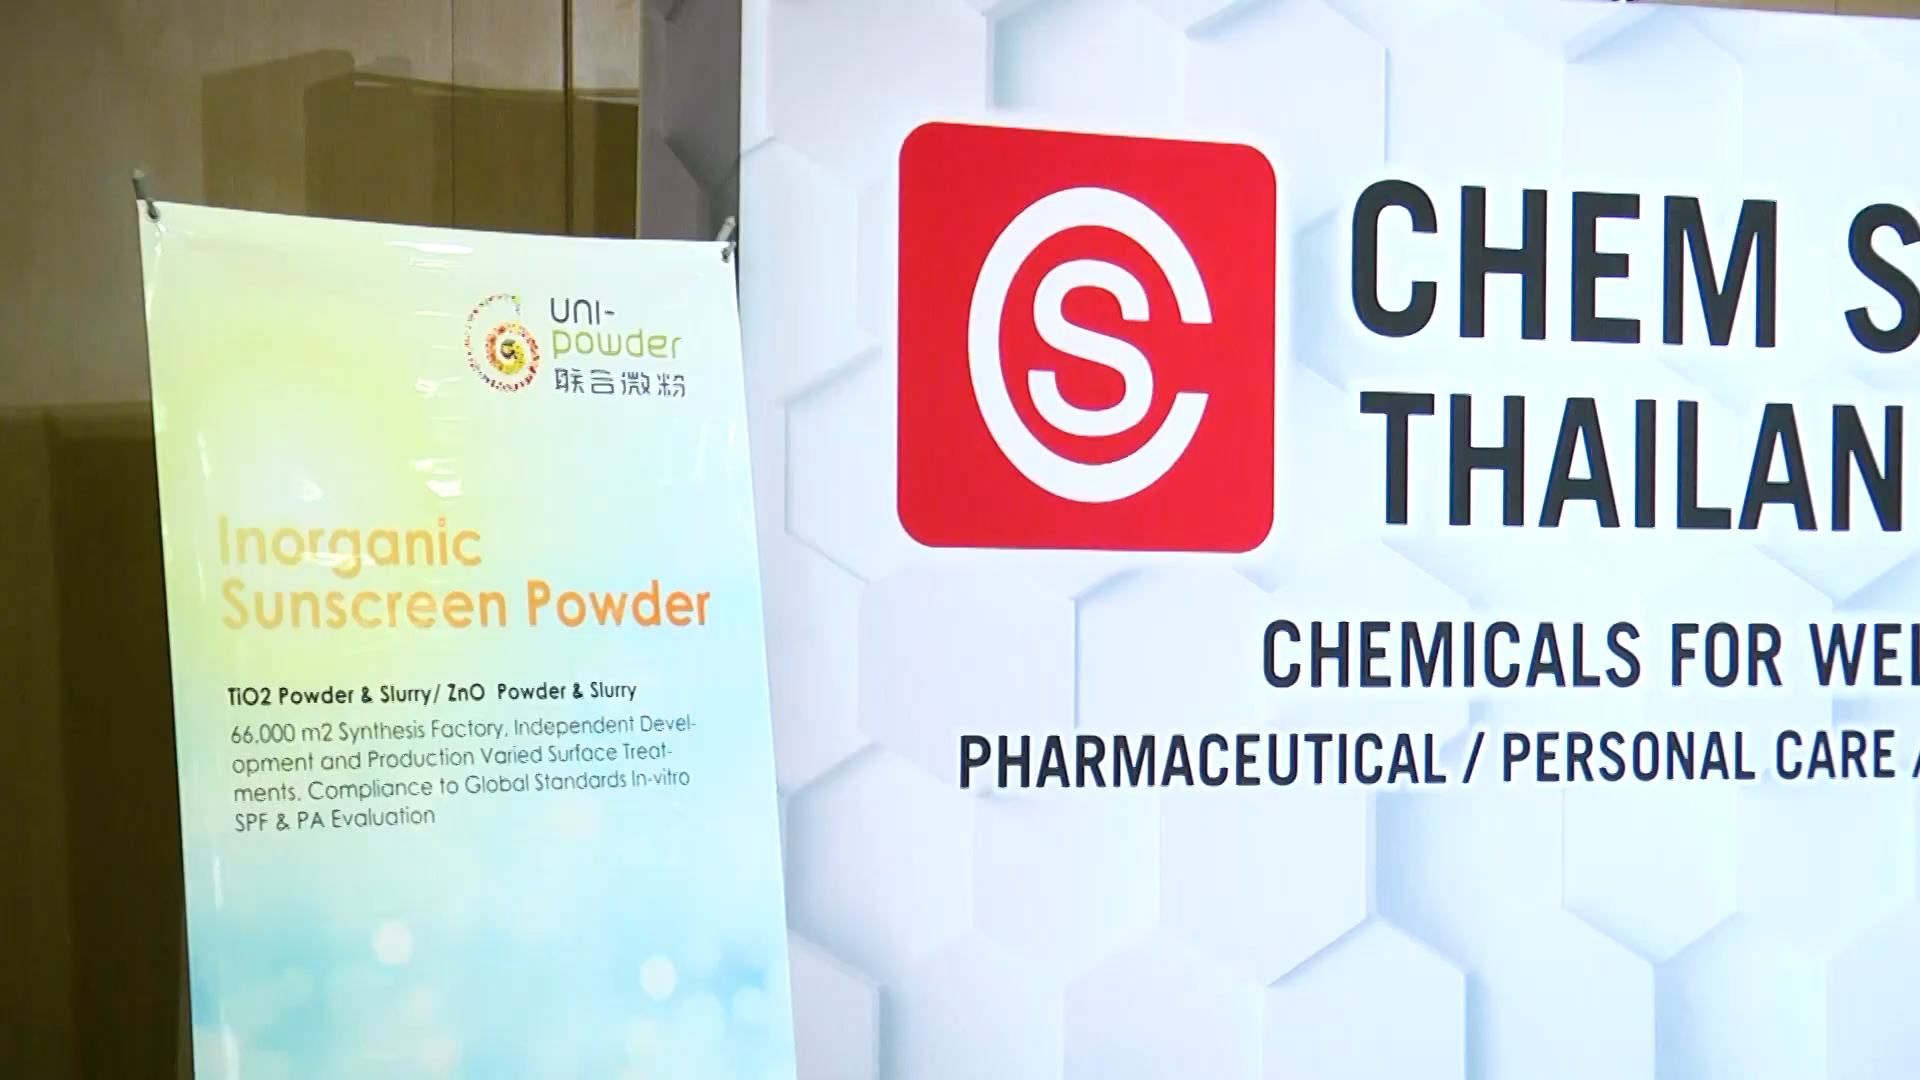 UNI-
powder
联合微粉
Inorganic
Sunscreen Powder
TiO2 Powder & Slurry/ ZnO Powder & Slurry
66,000 m2 Synthesis Factory, Independent Devel-
opment and Production Varied Surface Treat-
ments, Compliance to Global Standards In-vitro
SPF & PA Evaluation
CS
CHEM S
THAILAN
CHEMICALS FOR WEL
PHARMACEUTICAL / PERSONAL CARE /